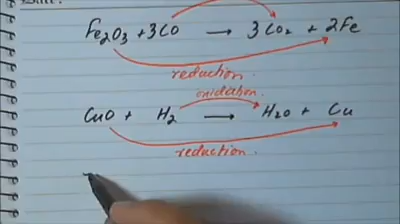 Fe₂O₃ + 3CO → 3CO₂ + 2Fe
reduction.
oxidation.
CuO + H₂ → H₂O + Cu
reduction.